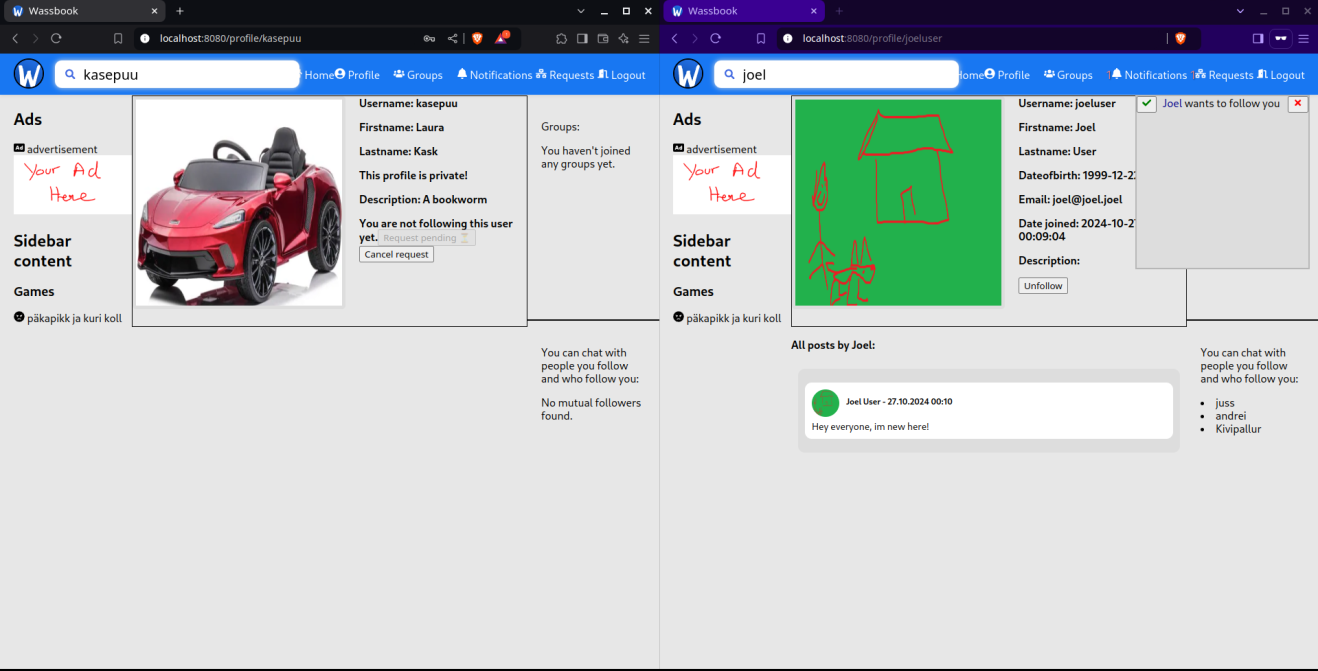 Wassbook
localhost:8080/profile/kasepuu
kasepuu
Home Profile Groups Notifications Requests Logout
Ads
Ad advertisement
Your Ad
Here
Sidebar
content
Games
päkapikk ja kuri koll
Username: kasepuu
Firstname: Laura
Lastname: Kask
This profile is private!
Description: A bookworm
You are not following this user
yet. Request pending ⏳
Cancel request
Groups:
You haven't joined
any groups yet.
You can chat with
people you follow
and who follow you:
No mutual followers
found.
Wassbook
localhost:8080/profile/joeluser
joel
Home Profile Groups Notifications Requests Logout
Ads
Ad advertisement
Your Ad
Here
Sidebar
content
Games
päkapikk ja kuri koll
Username: joeluser
Firstname: Joel
Lastname: User
Dateofbirth: 1999-12-2
Email: joel@joel.joel
Date joined: 2024-10-27
00:09:04
Description:
Unfollow
Joel wants to follow you
All posts by Joel:
Joel User - 27.10.2024 00:10
Hey everyone, im new here!
You can chat with
people you follow
and who follow you:
juss
andrei
Kivipallur